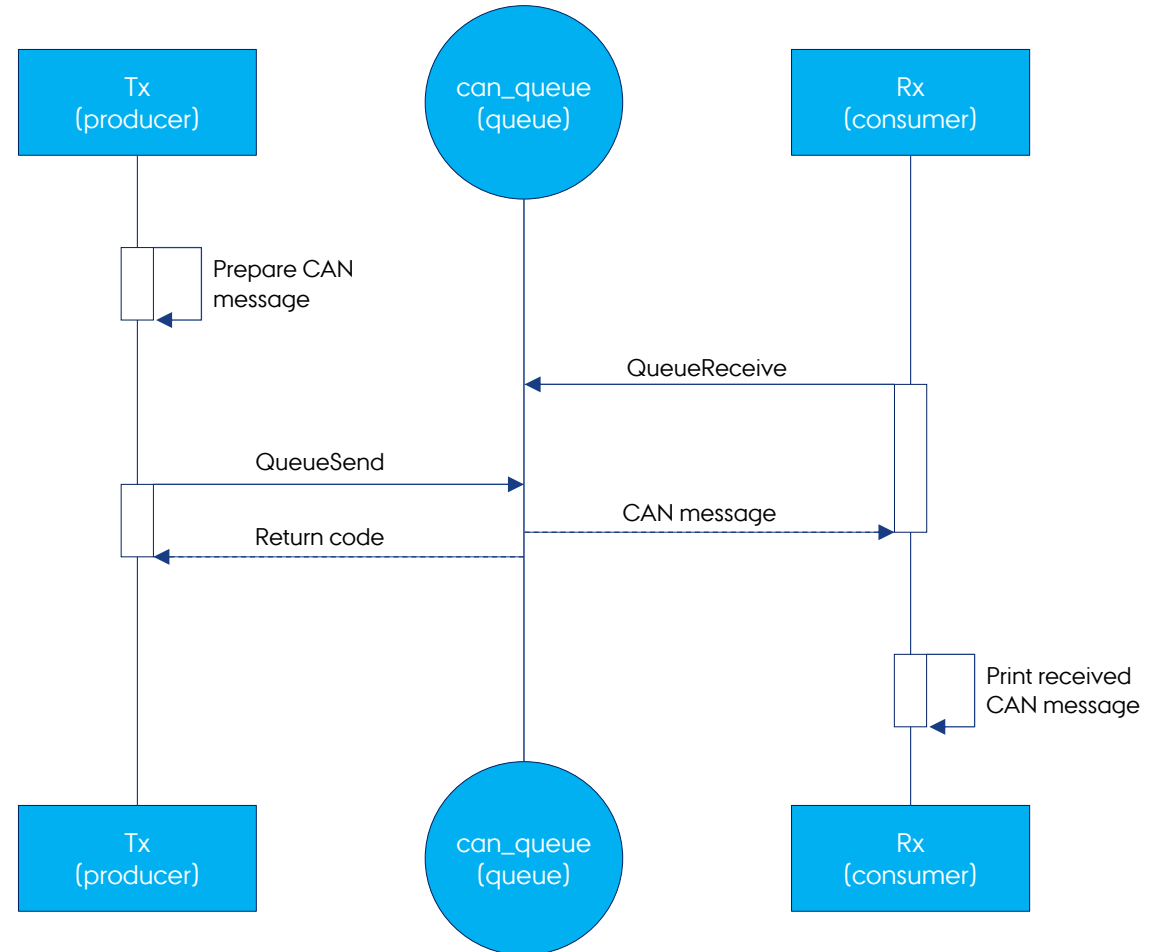 Tx
(producer)
can_queue
(queue)
Rx
(consumer)
Prepare CAN
message
QueueReceive
QueueSend
CAN message
Return code
Print received
CAN message
Tx
(producer)
can_queue
(queue)
Rx
(consumer)